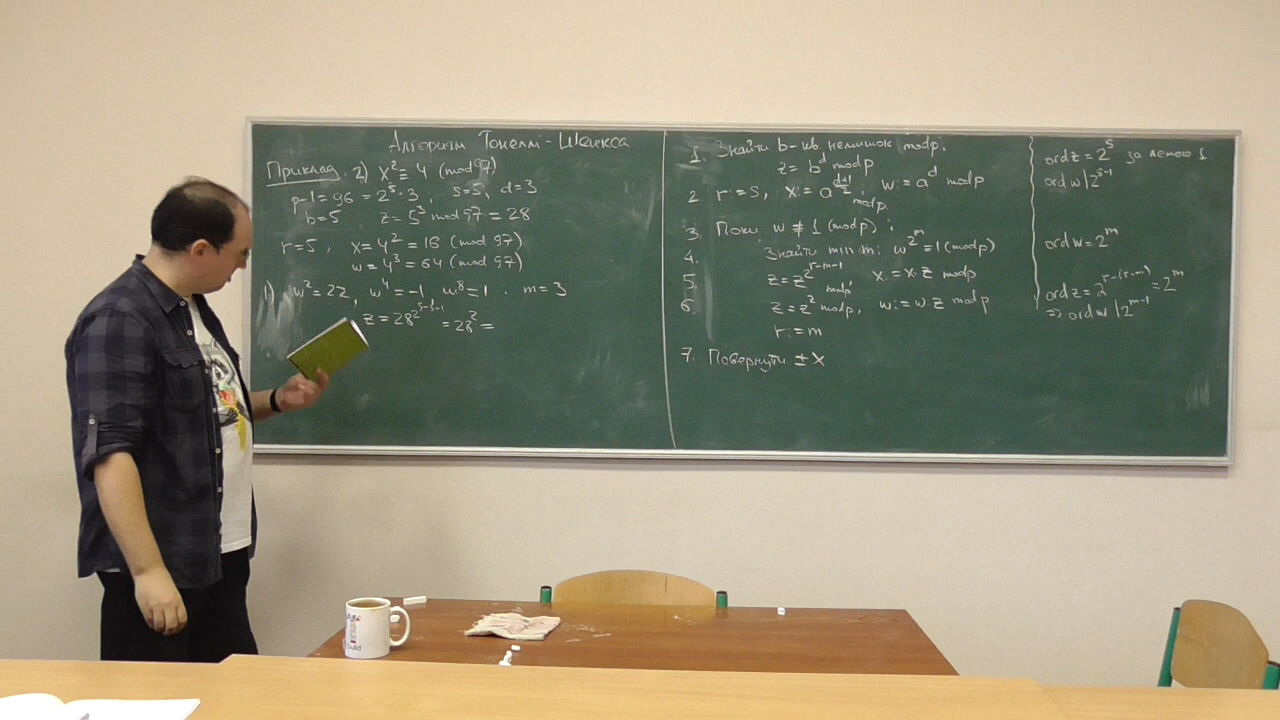 Алгоритм Тонеллі-Шенкса
Приклад. 2) x² ≡ 4 (mod 97)
p-1=96=2⁵·3, s=5, d=3
b=5 z=5³ mod 97 = 28
r=5, x=4²=16 (mod 97)
w=4³=64 (mod 97)
1) w²=22, w⁴=-1 w⁸=1. m=3
z=28^2^5-3-1 = 28² =
1. Знайти b-кв. нелишок mod p;
z=b^d mod p
2. r:=s, x:=a^(d+1)/2 mod p, w:=a^d mod p
3. Поки w≢1 (mod p):
4. Знайти min m: w^2^m=1 (mod p)
5. z=z^2^r-m-1 mod p; x:=x·z mod p
6. z=z² mod p, w:=wz mod p
r:=m
7. Повернути ±x
ord z=2^s за лемою 1
ord w|2^s-1
ord w=2^m
ord z=2^r-(r-m)=2^m
⇒ ord w|2^m-1